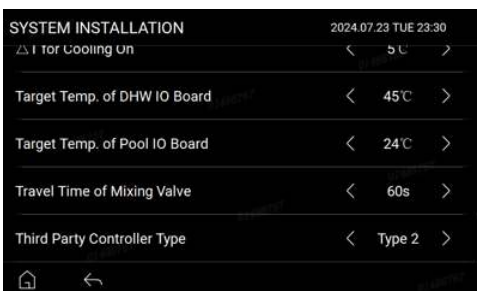 SYSTEM INSTALLATION 2024.07.23 TUE 23:30
△T for Cooling On 5℃
Target Temp. of DHW IO Board 45℃
Target Temp. of Pool IO Board 24℃
Travel Time of Mixing Valve 60s
Third Party Controller Type Type 2